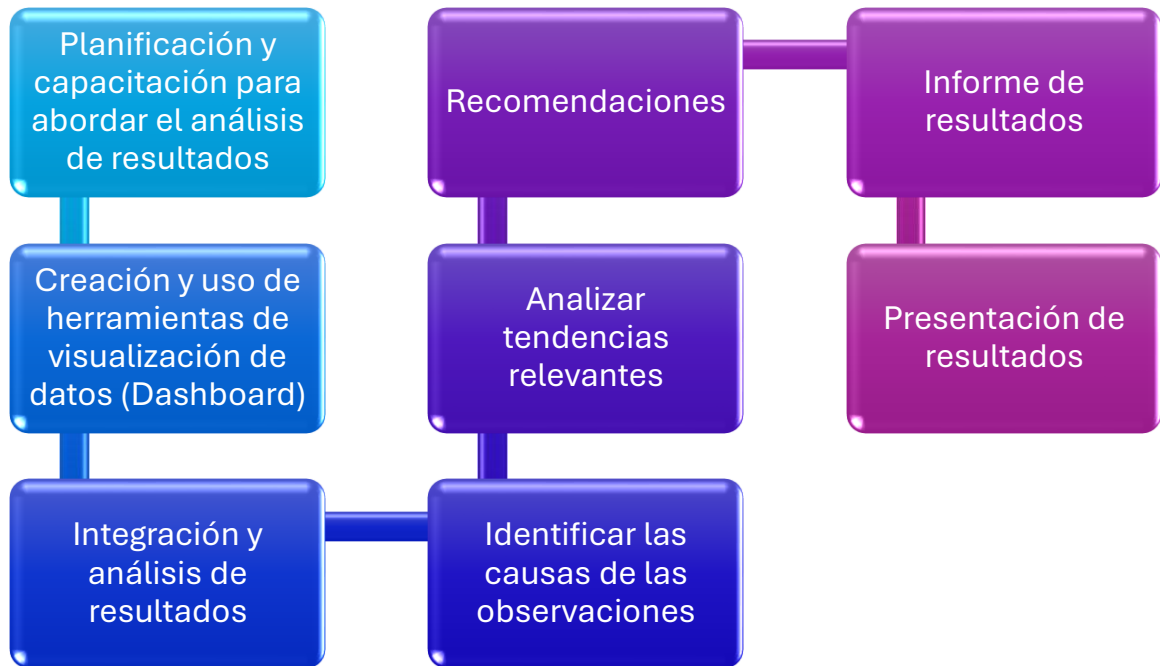 Planificación y
capacitación para
abordar el análisis
de resultados
Creación y uso de
herramientas de
visualización de
datos (Dashboard)
Integración y
análisis de
resultados
Identificar las
causas de las
observaciones
Analizar
tendencias
relevantes
Recomendaciones
Informe de
resultados
Presentación de
resultados